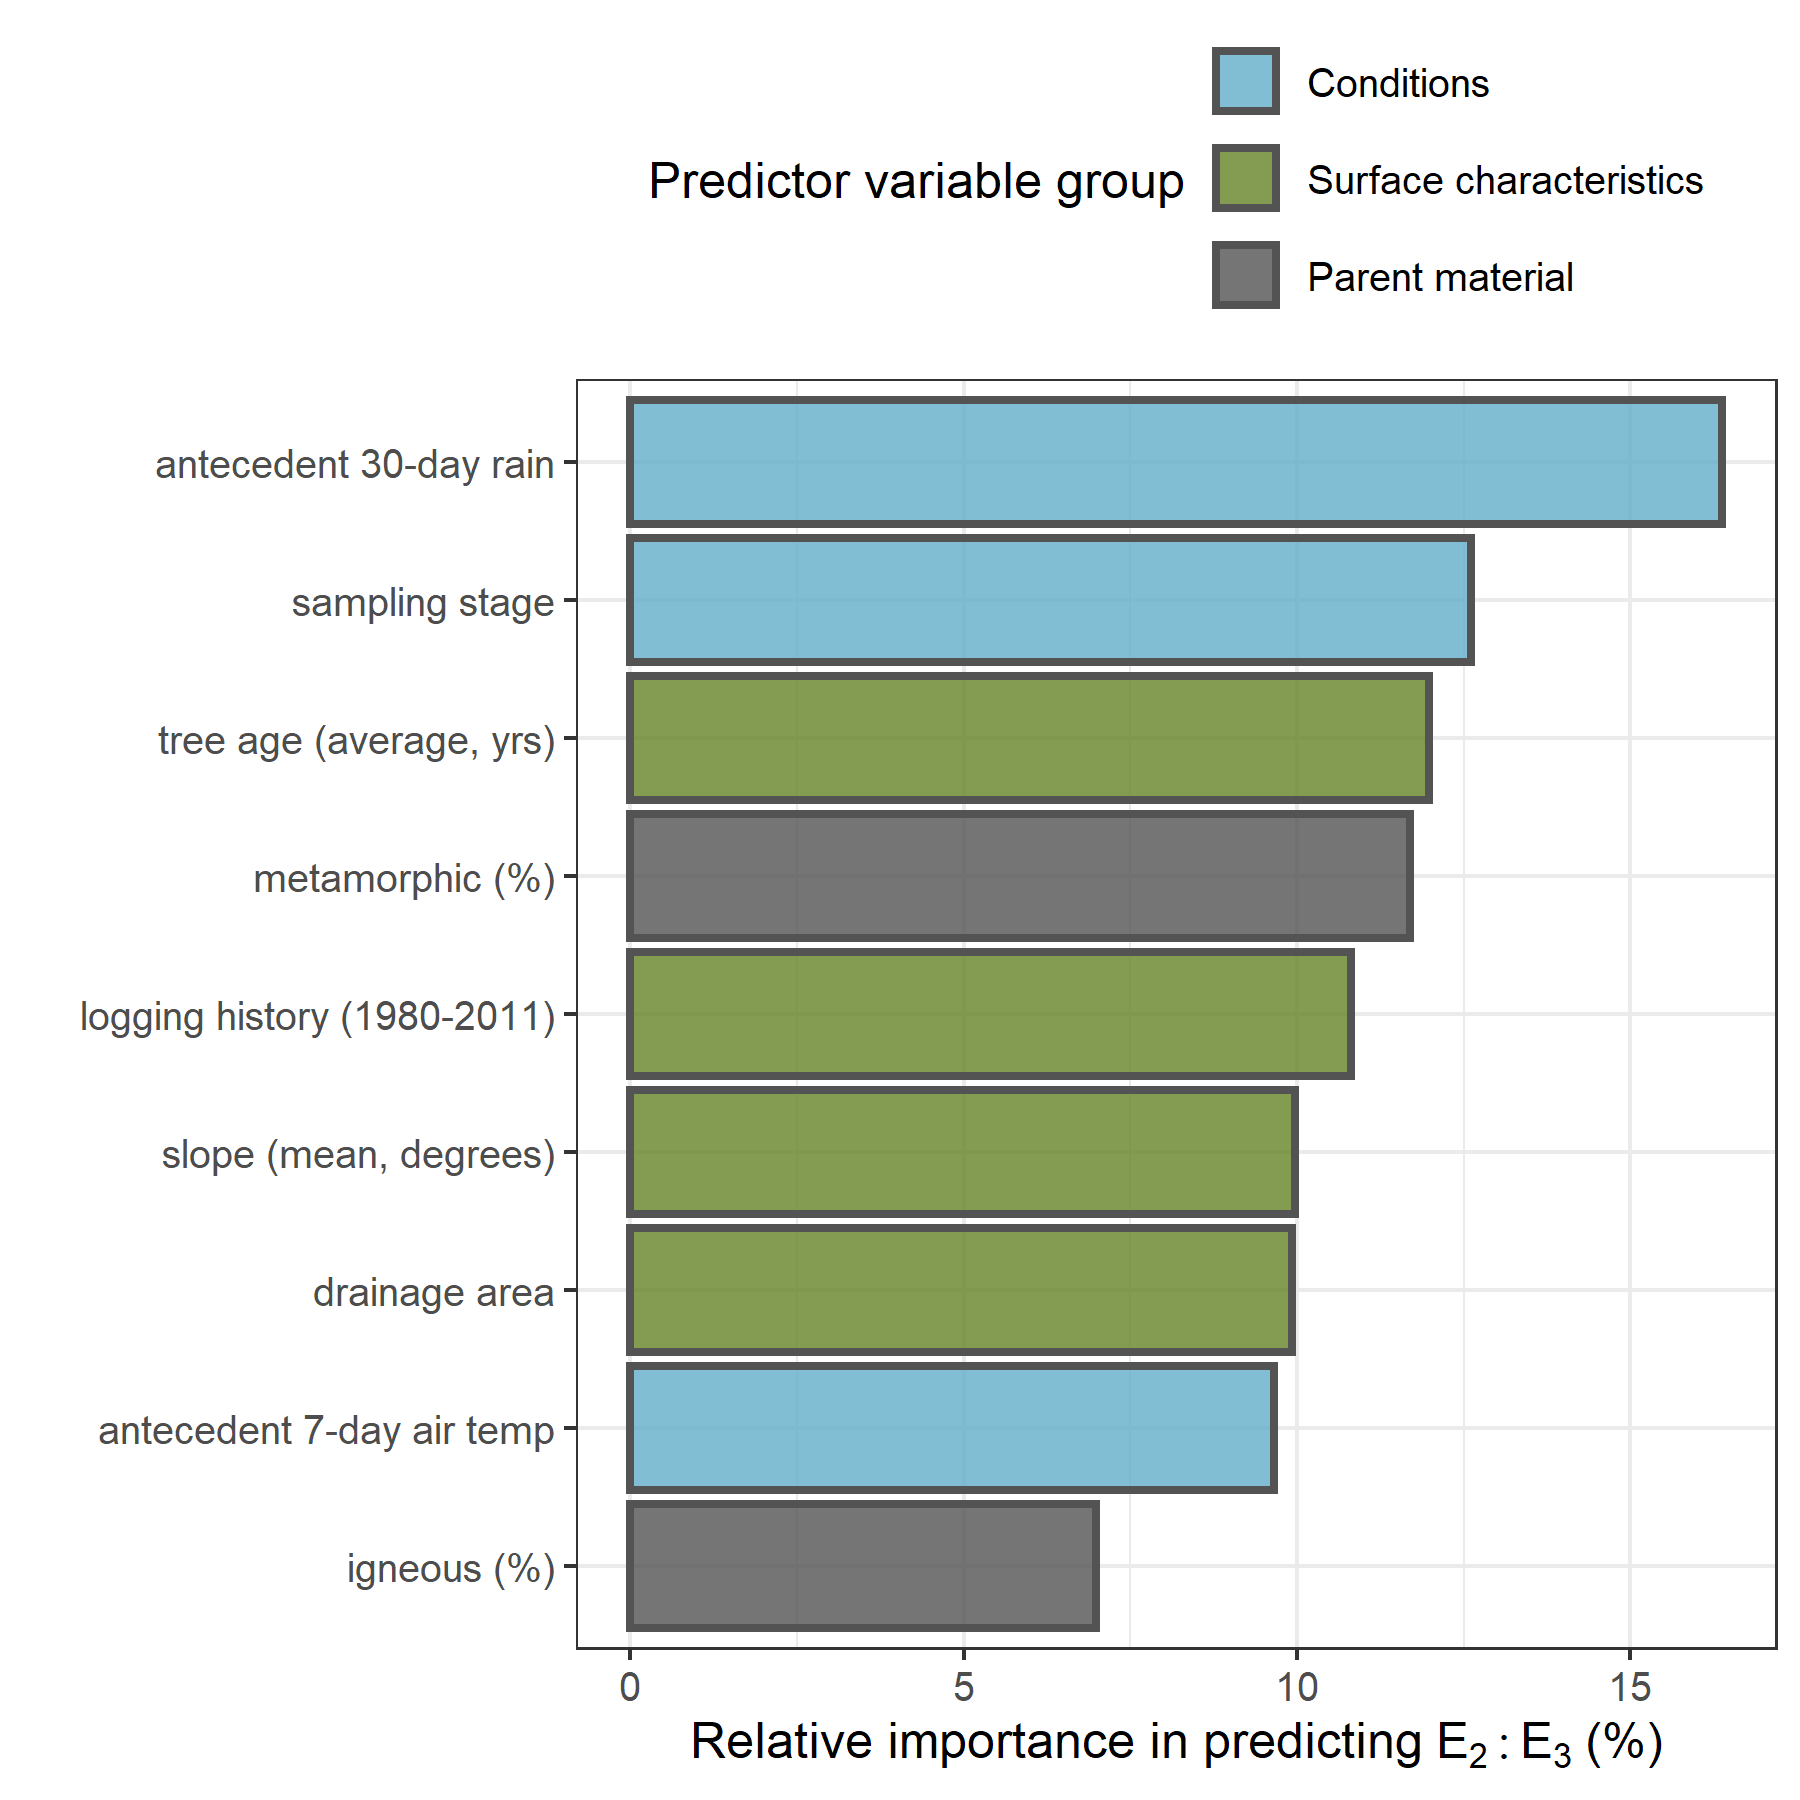 Conditions
Predictor variable group
Surface characteristics
Parent material
antecedent 30-day rain
sampling stage
tree age (average, yrs)
metamorphic (%)
logging history (1980-2011)
slope (mean, degrees)
drainage area
antecedent 7-day air temp
igneous (%)
0 5 10 15
Relative importance in predicting E₂ : E₃ (%)